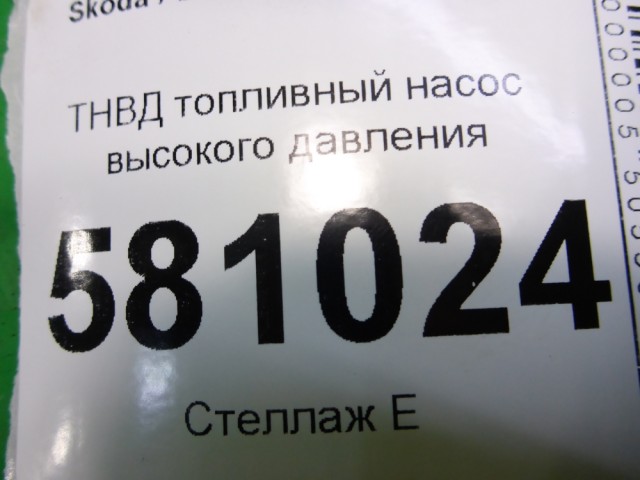 Skoda
ТНВД топливный насос
высокого давления
581024
Стеллаж Е